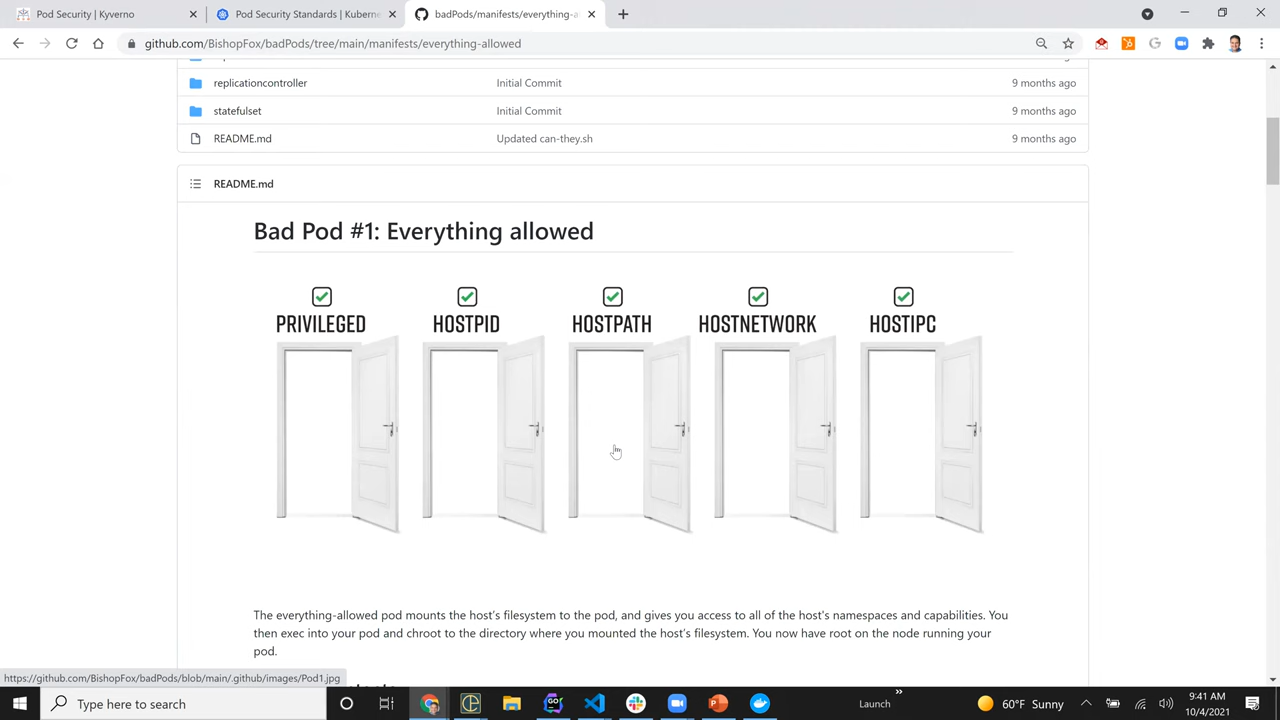 Pod Security | Kyverno
Pod Security Standards | Kuberne
badPods/manifests/everything-a
github.com/BishopFox/badPods/tree/main/manifests/everything-allowed
replicationcontroller Initial Commit 9 months ago
statefulset Initial Commit 9 months ago
README.md Updated can-they.sh 9 months ago
README.md
Bad Pod #1: Everything allowed
PRIVILEGED HOSTPID HOSTPATH HOSTNETWORK HOSTIPC
The everything-allowed pod mounts the host's filesystem to the pod, and gives you access to all of the host's namespaces and capabilities. You
then exec into your pod and chroot to the directory where you mounted the host's filesystem. You now have root on the node running your
pod.
https://github.com/BishopFox/badPods/blob/main/.github/images/Pod1.jpg
Type here to search
Launch
60°F Sunny
9:41 AM
10/4/2021